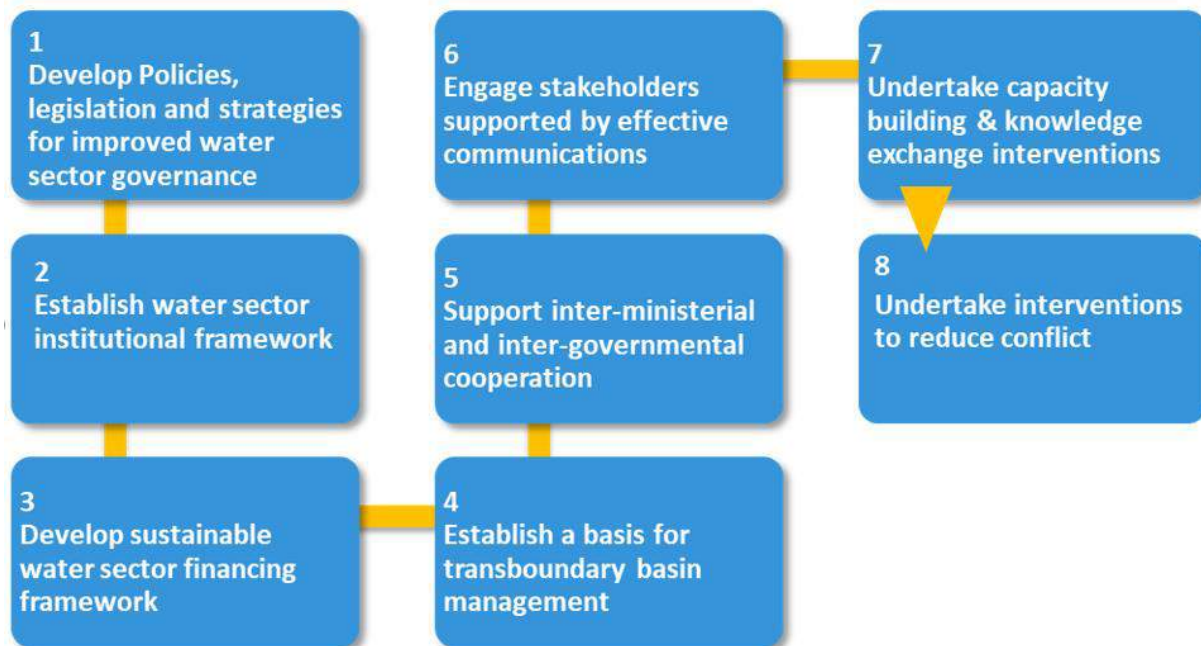 1
Develop Policies,
legislation and strategies
for improved water
sector governance
2
Establish water sector
institutional framework
3
Develop sustainable
water sector financing
framework
4
Establish a basis for
transboundary basin
management
5
Support inter-ministerial
and inter-governmental
cooperation
6
Engage stakeholders
supported by effective
communications
7
Undertake capacity
building & knowledge
exchange interventions
8
Undertake interventions
to reduce conflict